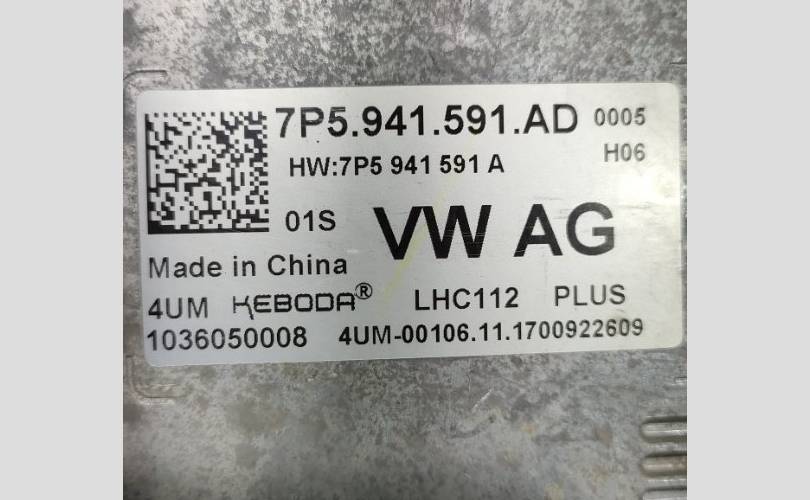 7P5.941.591.AD 0005
HW:7P5 941 591 A H06
01S VW AG
Made in China
4UM KEBODA® LHC112 PLUS
1036050008 4UM-00106.11.1700922609